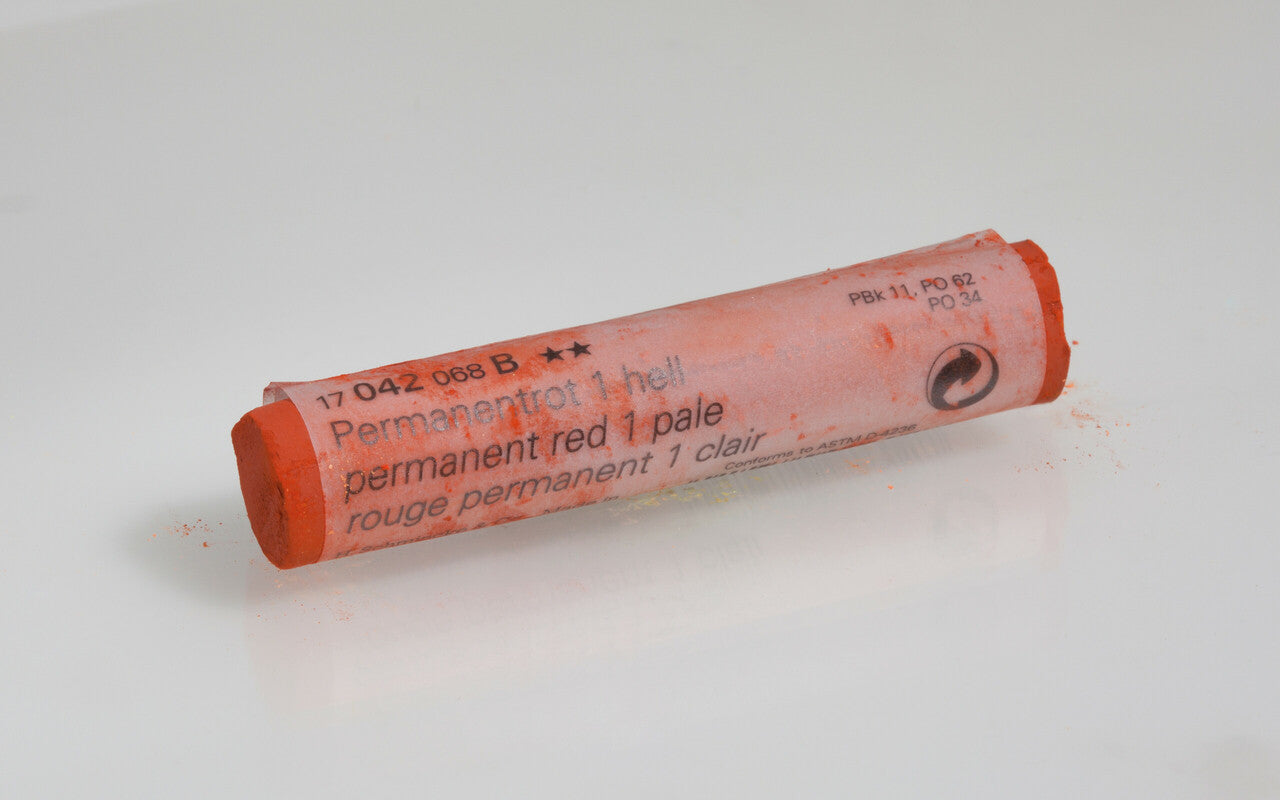 17 042 068 B ★★
Permanentrot 1 hell
permanent red 1 pale
rouge permanent 1 clair
PBk 11, PO 62
PO 34
Conforms to ASTM D-4236